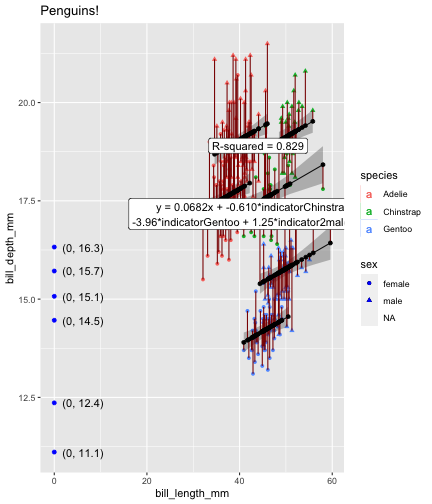 Penguins!
bill_depth_mm
20.0
17.5
15.0
12.5
R-squared = 0.829
y = 0.0682x + -0.610*indicatorChinstrap
-3.96*indicatorGentoo + 1.25*indicator2male
(0, 16.3)
(0, 15.7)
(0, 15.1)
(0, 14.5)
(0, 12.4)
(0, 11.1)
0
20
40
60
bill_length_mm
species
a Adelie
a Chinstrap
a Gentoo
sex
female
male
NA